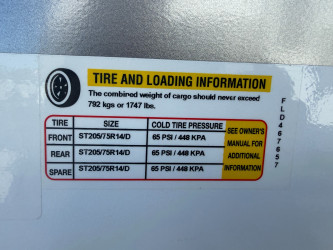 TIRE AND LOADING INFORMATION
The combined weight of cargo should never exceed
792 kgs or 1747 lbs.
TIRE SIZE COLD TIRE PRESSURE SEE OWNER'S MANUAL FOR ADDITIONAL INFORMATION
FRONT ST205/75R14/D 65 PSI / 448 KPA
REAR ST205/75R14/D 65 PSI / 448 KPA
SPARE ST205/75R14/D 65 PSI / 448 KPA
FLD467657